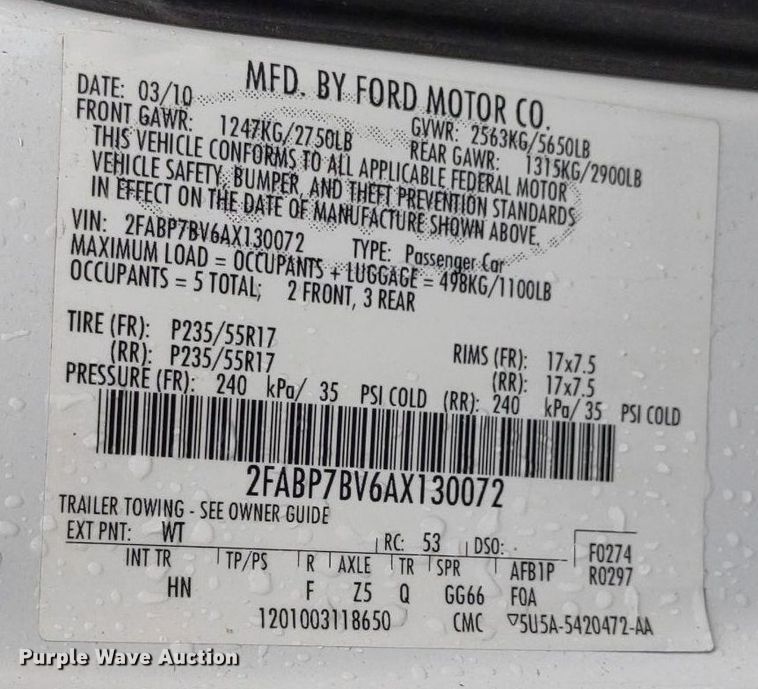 MFD. BY FORD MOTOR CO.
DATE: 03/10 GVWR: 2563KG/5650LB
FRONT GAWR: 1247KG/2750LB REAR GAWR: 1315KG/2900LB
THIS VEHICLE CONFORMS TO ALL APPLICABLE FEDERAL MOTOR
VEHICLE SAFETY, BUMPER, AND THEFT PREVENTION STANDARDS
IN EFFECT ON THE DATE OF MANUFACTURE SHOWN ABOVE.
VIN: 2FABP7BV6AX130072 TYPE: Passenger Car
MAXIMUM LOAD = OCCUPANTS + LUGGAGE = 498KG/1100LB
OCCUPANTS = 5 TOTAL; 2 FRONT, 3 REAR
TIRE (FR): P235/55R17 RIMS (FR): 17x7.5
(RR): P235/55R17 (RR): 17x7.5
PRESSURE (FR): 240 kPa/ 35 PSI COLD (RR): 240 kPa/ 35 PSI COLD
2FABP7BV6AX130072
TRAILER TOWING - SEE OWNER GUIDE
EXT PNT: WT RC: 53 DSO: F0274
INT TR TP/PS R AXLE TR SPR AFB1P R0297
HN F Z5 Q GG66 F0A
1201003118650 CMC ▽5U5A-5420472-AA
Purple Wave Auction